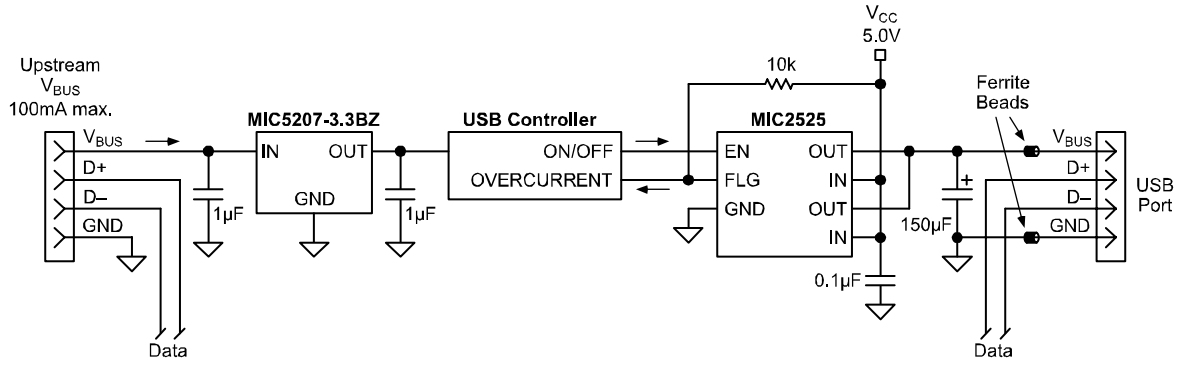 Upstream
VBUS
100mA max.
VBUS
D+
D–
GND
Data
1µF
MIC5207-3.3BZ
IN
OUT
GND
1µF
USB Controller
ON/OFF
OVERCURRENT
10k
VCC
5.0V
MIC2525
EN
FLG
GND
OUT
IN
OUT
IN
0.1µF
+
150µF
Ferrite
Beads
VBUS
D+
D–
GND
USB
Port
Data